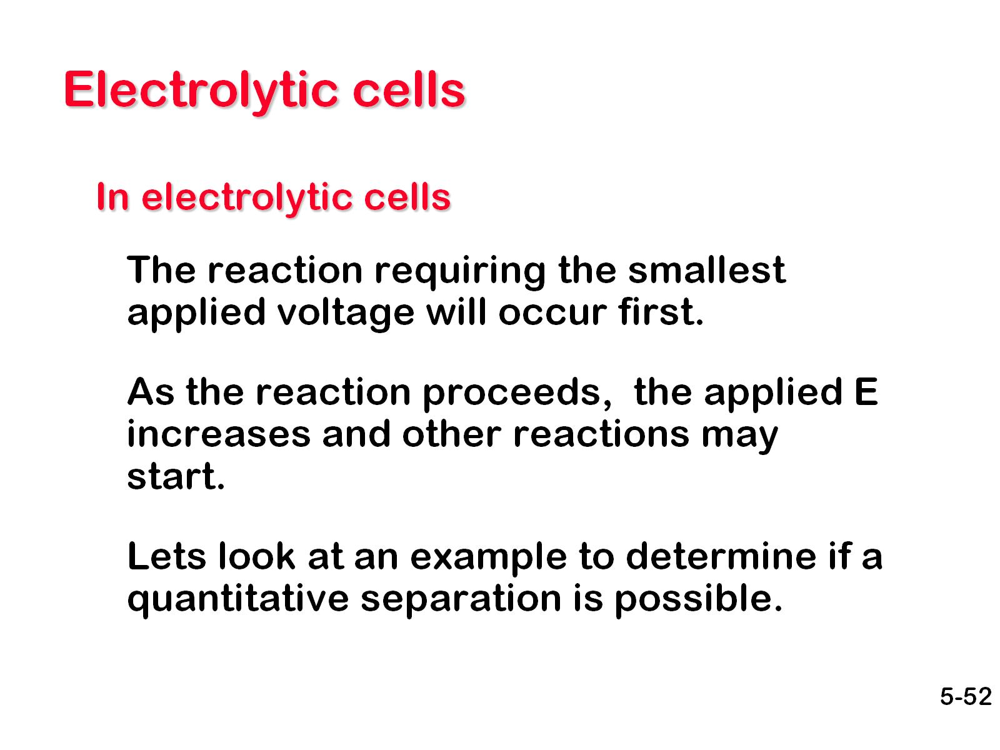 Electrolytic cells
In electrolytic cells
The reaction requiring the smallest
applied voltage will occur first.
As the reaction proceeds,  the applied E
increases and other reactions may
start.
Lets look at an example to determine if a
quantitative separation is possible.
5-52